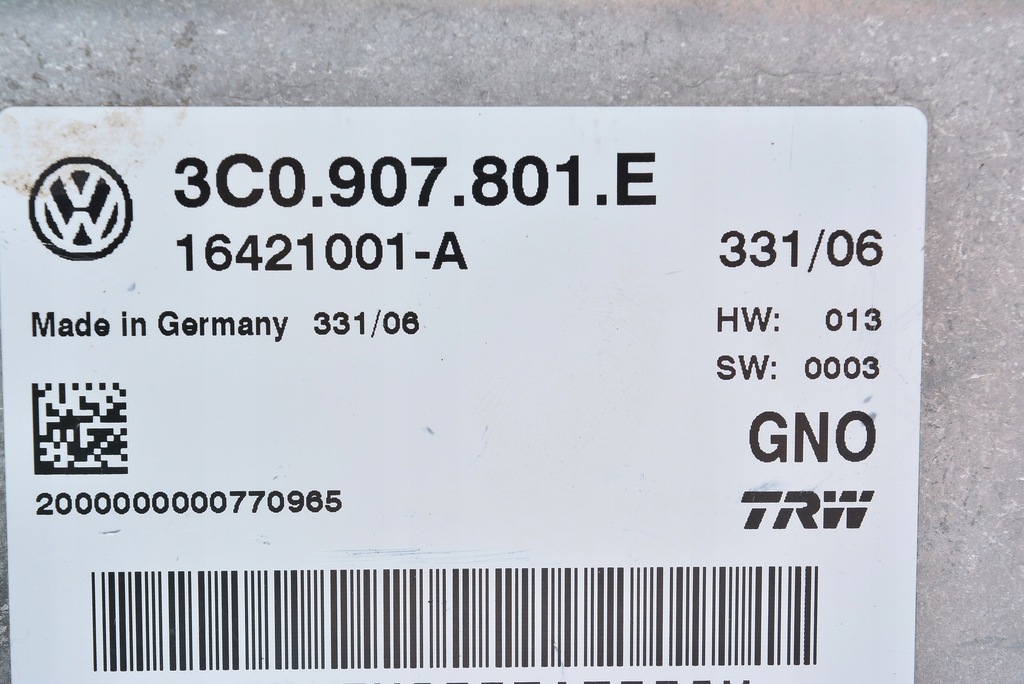 3C0.907.801.E
16421001-A 331/06
Made in Germany 331/06
HW: 013
SW: 0003
GNO
2000000000770965
TRW